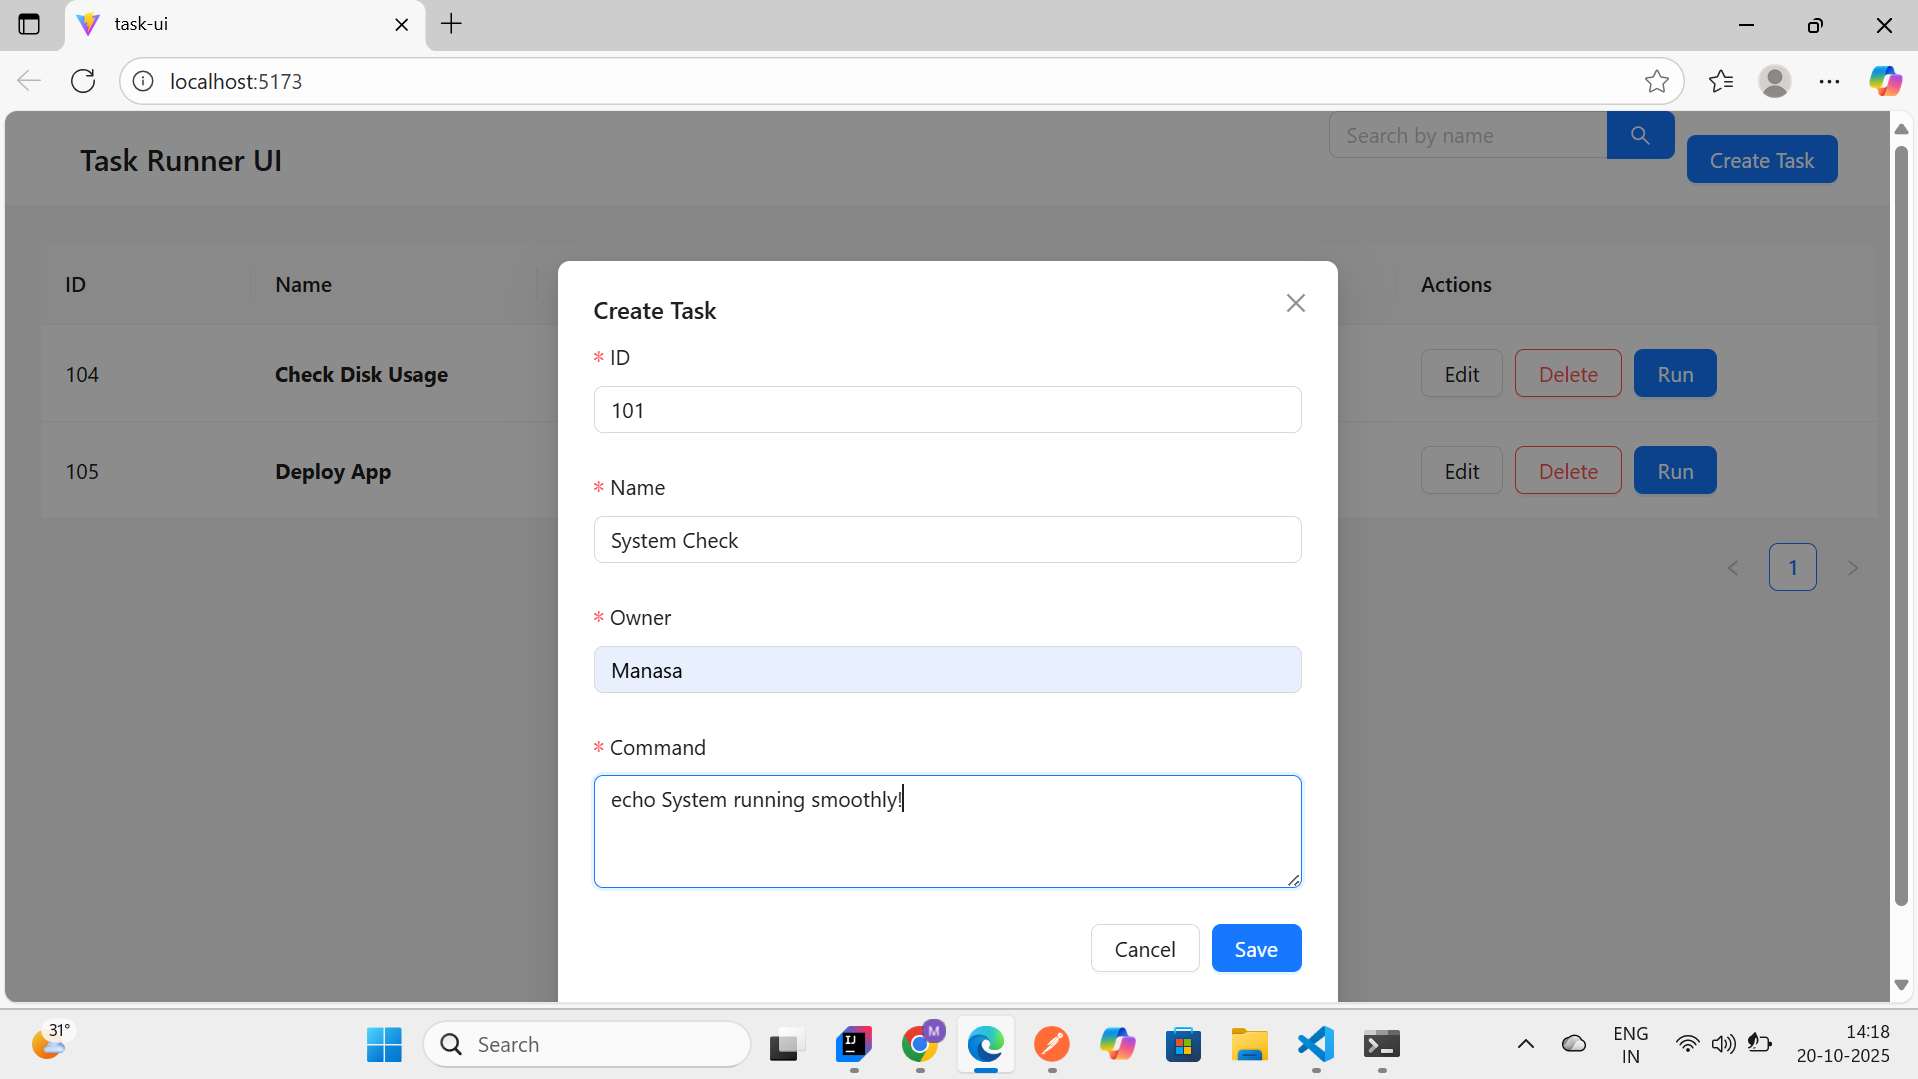 task-ui
localhost:5173
Task Runner UI
Search by name
Create Task
ID Name Actions
104 Check Disk Usage Edit Delete Run
105 Deploy App Edit Delete Run
1
Create Task
* ID
101
* Name
System Check
* Owner
Manasa
* Command
echo System running smoothly!
Cancel Save
31°
Search
IJ
M
ENG
IN
14:18
20-10-2025